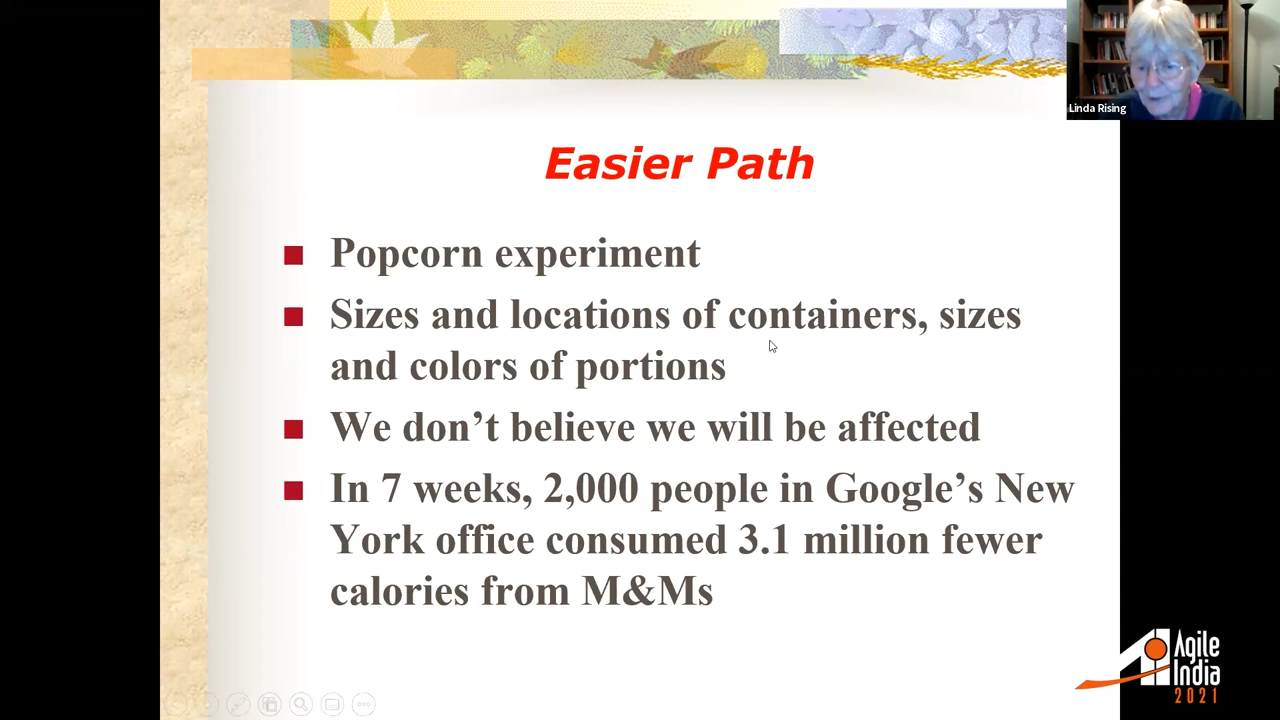 Linda Rising
Easier Path
Popcorn experiment
Sizes and locations of containers, sizes
and colors of portions
We don’t believe we will be affected
In 7 weeks, 2,000 people in Google’s New
York office consumed 3.1 million fewer
calories from M&Ms
Agile
India
2021